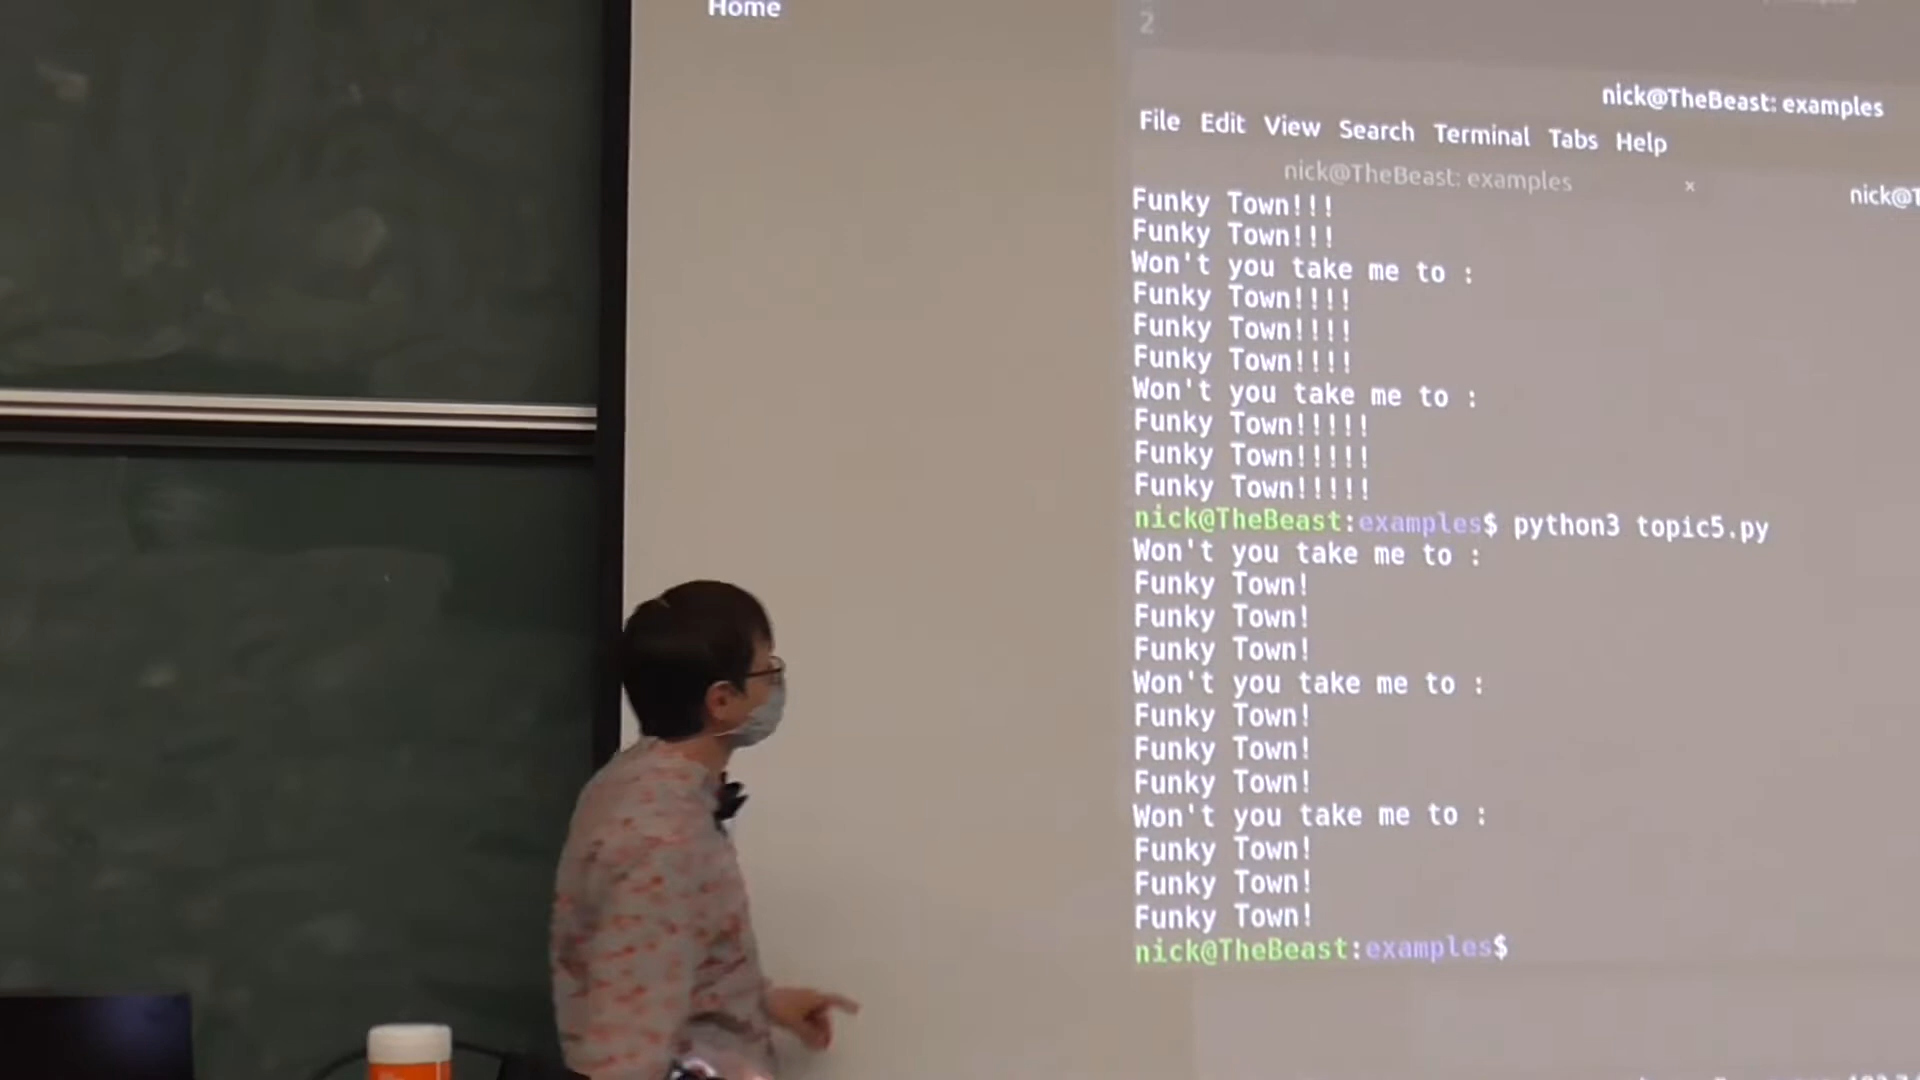 Home
2
nick@TheBeast: examples
File Edit View Search Terminal Tabs Help
nick@TheBeast: examples ×
Funky Town!!!
Funky Town!!!
Won't you take me to :
Funky Town!!!!
Funky Town!!!!
Funky Town!!!!
Won't you take me to :
Funky Town!!!!!
Funky Town!!!!!
Funky Town!!!!!
nick@TheBeast:examples$ python3 topic5.py
Won't you take me to :
Funky Town!
Funky Town!
Funky Town!
Won't you take me to :
Funky Town!
Funky Town!
Funky Town!
Won't you take me to :
Funky Town!
Funky Town!
Funky Town!
nick@TheBeast:examples$